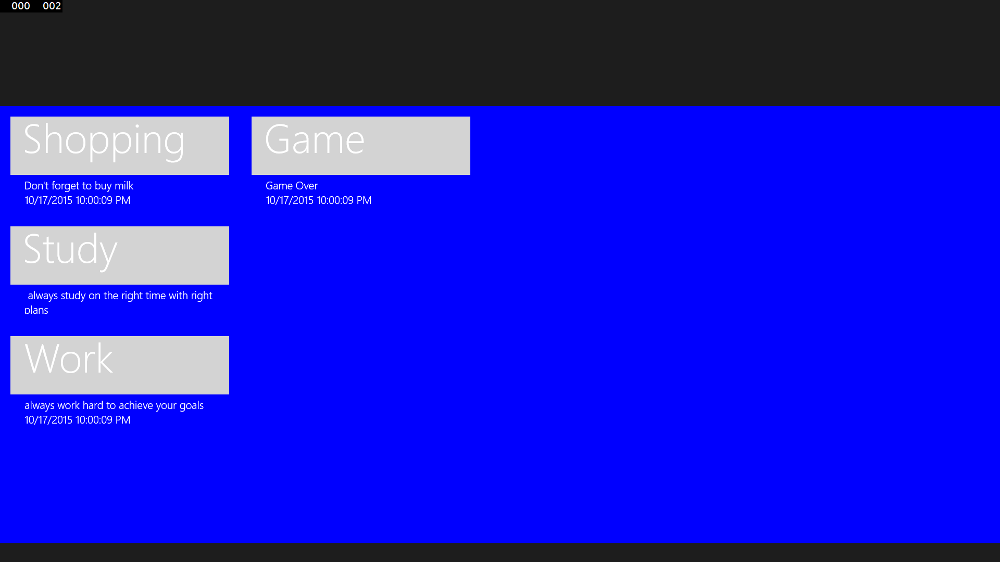 000 002
Shopping
Don't forget to buy milk
10/17/2015 10:00:09 PM
Study
always study on the right time with right
plans
Work
always work hard to achieve your goals
10/17/2015 10:00:09 PM
Game
Game Over
10/17/2015 10:00:09 PM